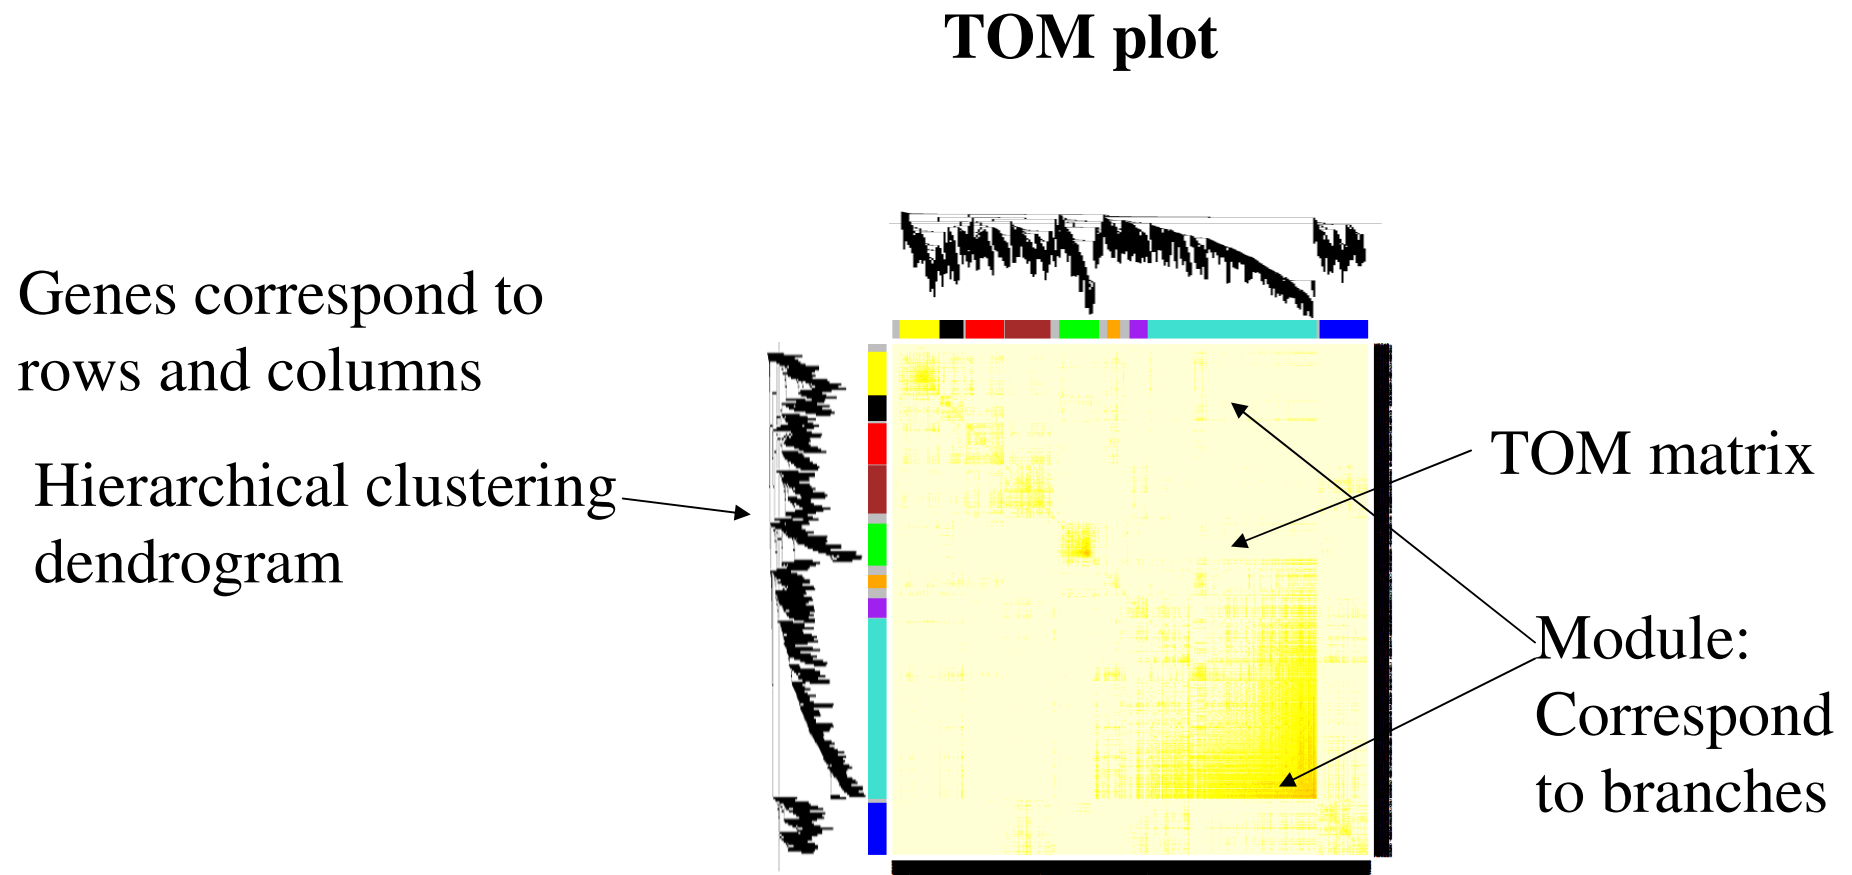 TOM plot
Genes correspond to
rows and columns
Hierarchical clustering
dendrogram
TOM matrix
Module:
Correspond
to branches